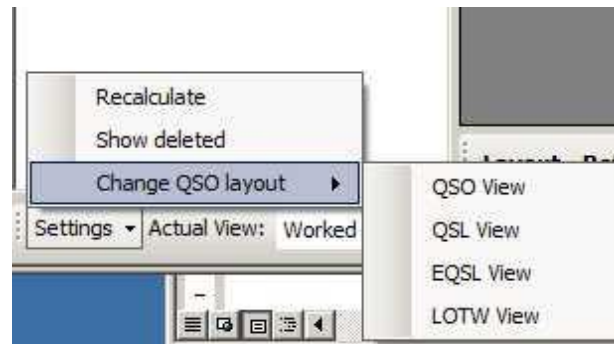 Recalculate
Show deleted
Change QSO layout
QSO View
QSL View
EQSL View
LOTW View
Settings
Actual View: Worked